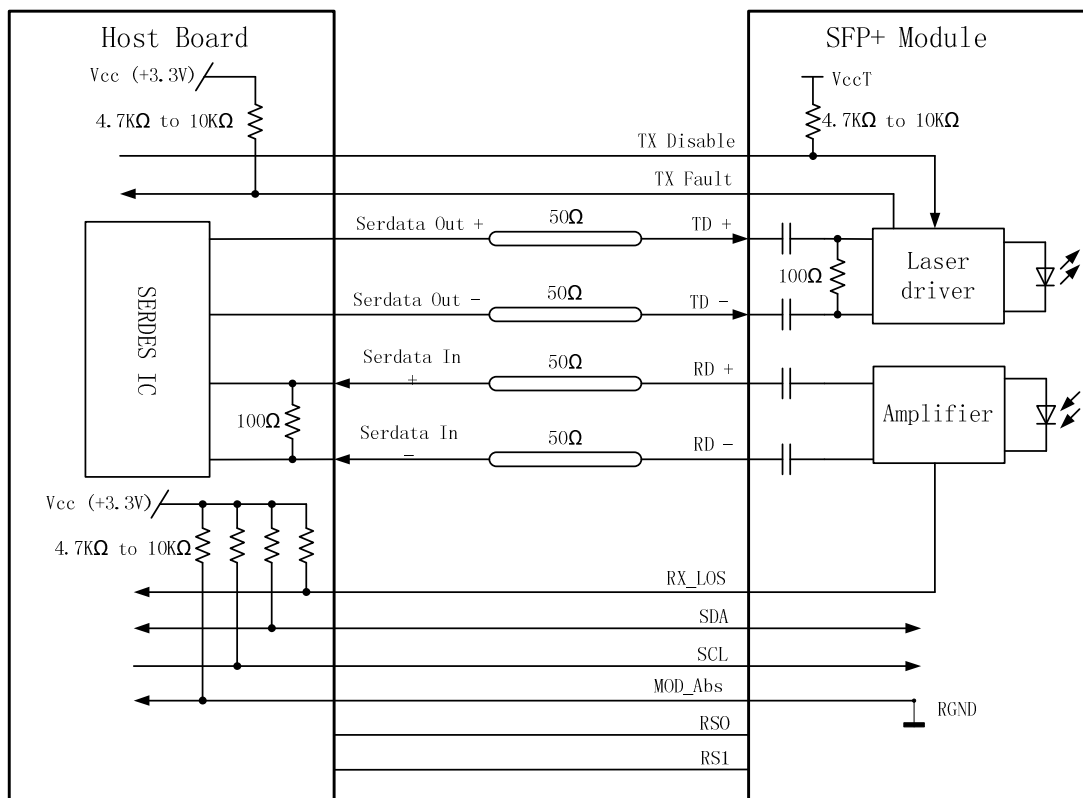 Host Board
SFP+ Module
Vcc (+3.3V)
VccT
4.7KΩ to 10KΩ
4.7KΩ to 10KΩ
TX Disable
TX Fault
Serdata Out +
50Ω
TD +
100Ω
Laser
driver
Serdata Out -
50Ω
TD -
SERDES IC
Serdata In
+
50Ω
RD +
100Ω
Amplifier
Serdata In
-
50Ω
RD -
Vcc (+3.3V)
4.7KΩ to 10KΩ
RX_LOS
SDA
SCL
MOD_Abs
RGND
RS0
RS1